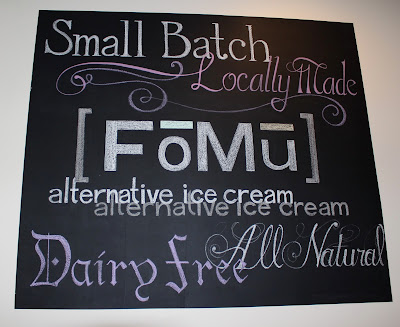 Small Batch
Locally Made
[FōMū]
alternative ice cream
alternative ice cream
All Natural
Dairy Free